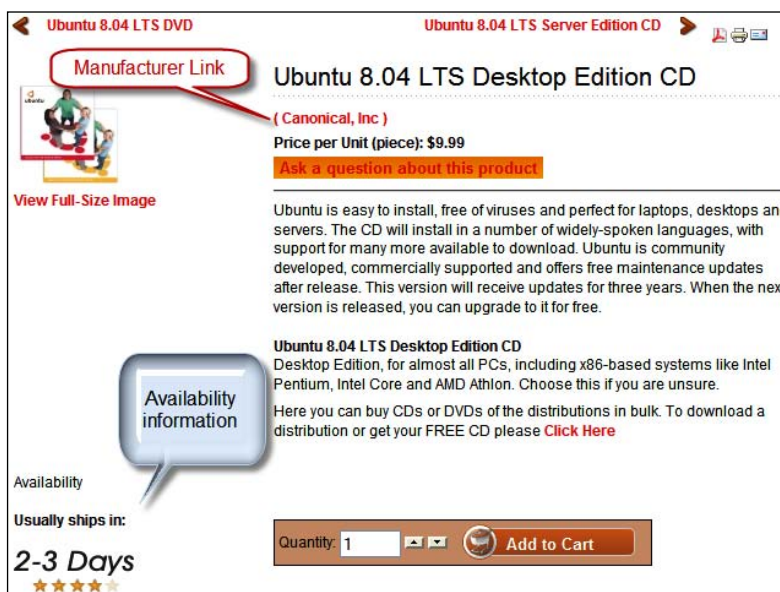 Ubuntu 8.04 LTS DVD
Ubuntu 8.04 LTS Server Edition CD
Manufacturer Link
Ubuntu 8.04 LTS Desktop Edition CD
( Canonical, Inc )
Price per Unit (piece): $9.99
Ask a question about this product
ubuntu
View Full-Size Image
Ubuntu is easy to install, free of viruses and perfect for laptops, desktops an
servers. The CD will install in a number of widely-spoken languages, with
support for many more available to download. Ubuntu is community
developed, commercially supported and offers free maintenance updates
after release. This version will receive updates for three years. When the nex
version is released, you can upgrade to it for free.
Ubuntu 8.04 LTS Desktop Edition CD
Desktop Edition, for almost all PCs, including x86-based systems like Intel
Pentium, Intel Core and AMD Athlon. Choose this if you are unsure.
Here you can buy CDs or DVDs of the distributions in bulk. To download a
distribution or get your FREE CD please Click Here
Availability
information
Availability
Usually ships in:
2-3 Days
Quantity: 1
Add to Cart